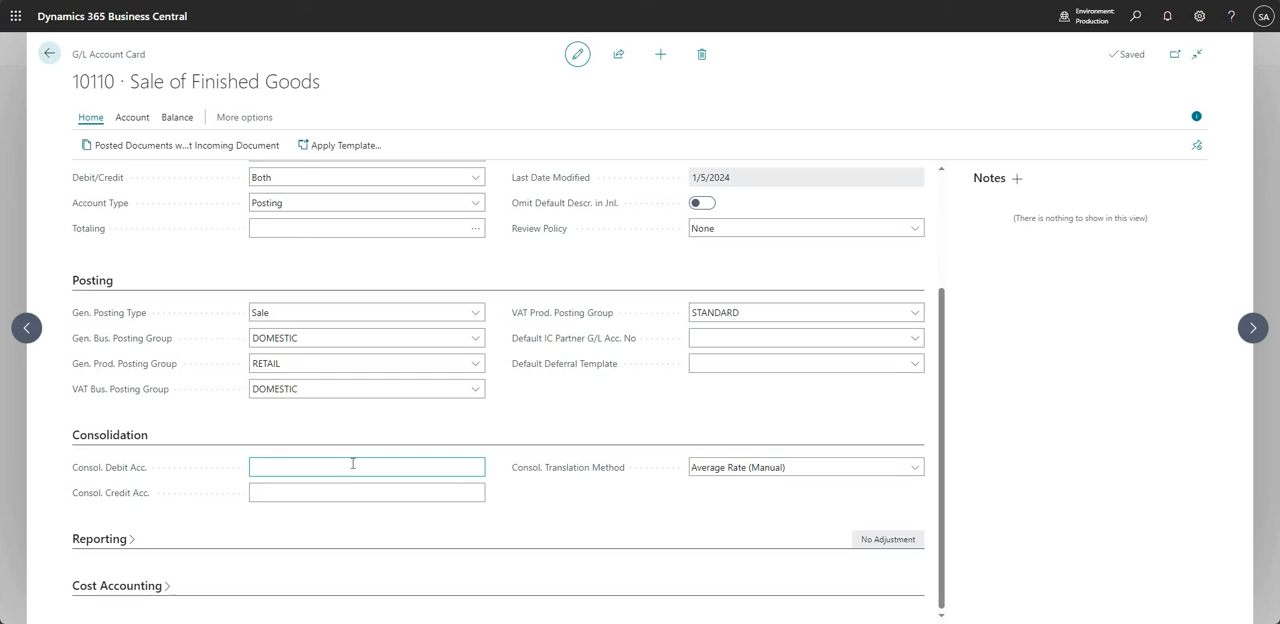 Dynamics 365 Business Central
Environment:
Production
?
SA
G/L Account Card
Saved
10110 · Sale of Finished Goods
Home Account Balance More options
Posted Documents w...t Incoming Document Apply Template...
Debit/Credit Both Last Date Modified 1/5/2024
Notes
Account Type Posting Omit Default Descr. in Jnl.
(There is nothing to show in this view)
Totaling ... Review Policy None
Posting
Gen. Posting Type Sale VAT Prod. Posting Group STANDARD
Gen. Bus. Posting Group DOMESTIC Default IC Partner G/L Acc. No
Gen. Prod. Posting Group RETAIL Default Deferral Template
VAT Bus. Posting Group DOMESTIC
Consolidation
Consol. Debit Acc. Consol. Translation Method Average Rate (Manual)
Consol. Credit Acc.
Reporting No Adjustment
Cost Accounting